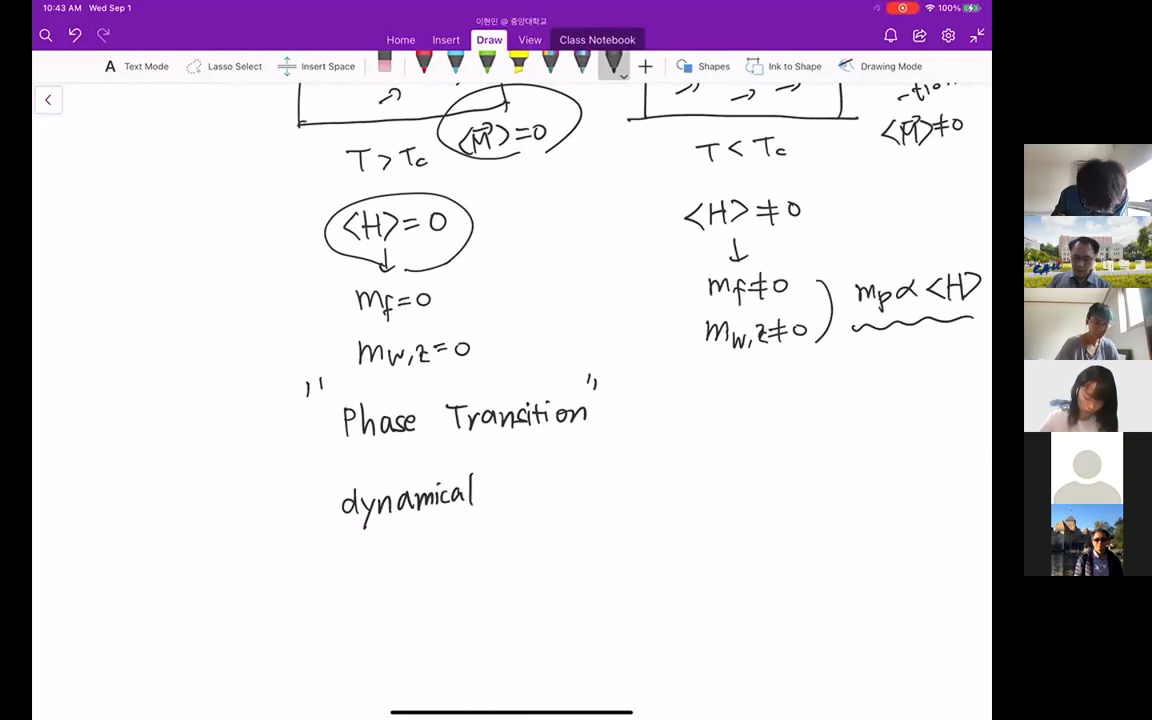 10:43 AM Wed Sep 1
100%
이현민 @ 중앙대학교
Home Insert Draw View Class Notebook
Text Mode Lasso Select Insert Space Shapes Ink to Shape Drawing Mode
-tion
⟨M⃗⟩=0
⟨M⃗⟩≠0
T > Tc
T < Tc
⟨H⟩ = 0
⟨H⟩ ≠ 0
↓
↓
mf = 0
mf ≠ 0
mp ∝ ⟨H⟩
mW,Z = 0
mW,Z ≠ 0
"Phase Transition"
dynamical